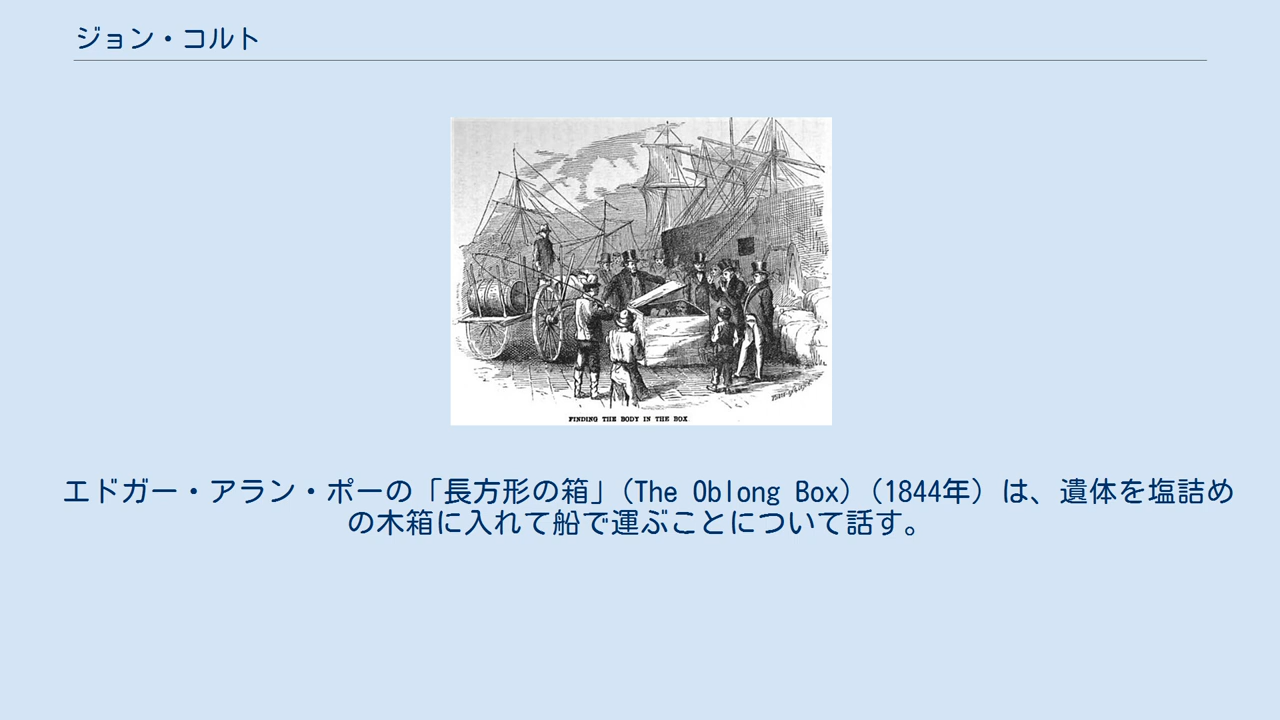 ジョン・コルト
FINDING THE BODY IN THE BOX
エドガー・アラン・ポーの「長方形の箱」(The Oblong Box)(1844年) は、遺体を塩詰め
の木箱に入れて船で運ぶことについて話す。